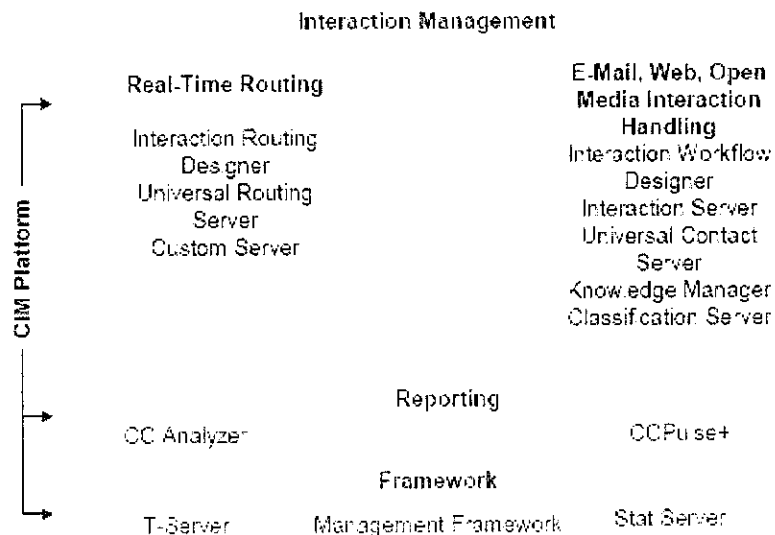 Interaction Management
Real-Time Routing
Interaction Routing
Designer
Universal Routing
Server
Custom Server
E-Mail, Web, Open
Media Interaction
Handling
Interaction Workflow
Designer
Interaction Server
Universal Contact
Server
Knowledge Manager
Classification Server
CIM Platform
Reporting
CC Analyzer
CCPulse+
Framework
T-Server
Management Framework
Stat Server